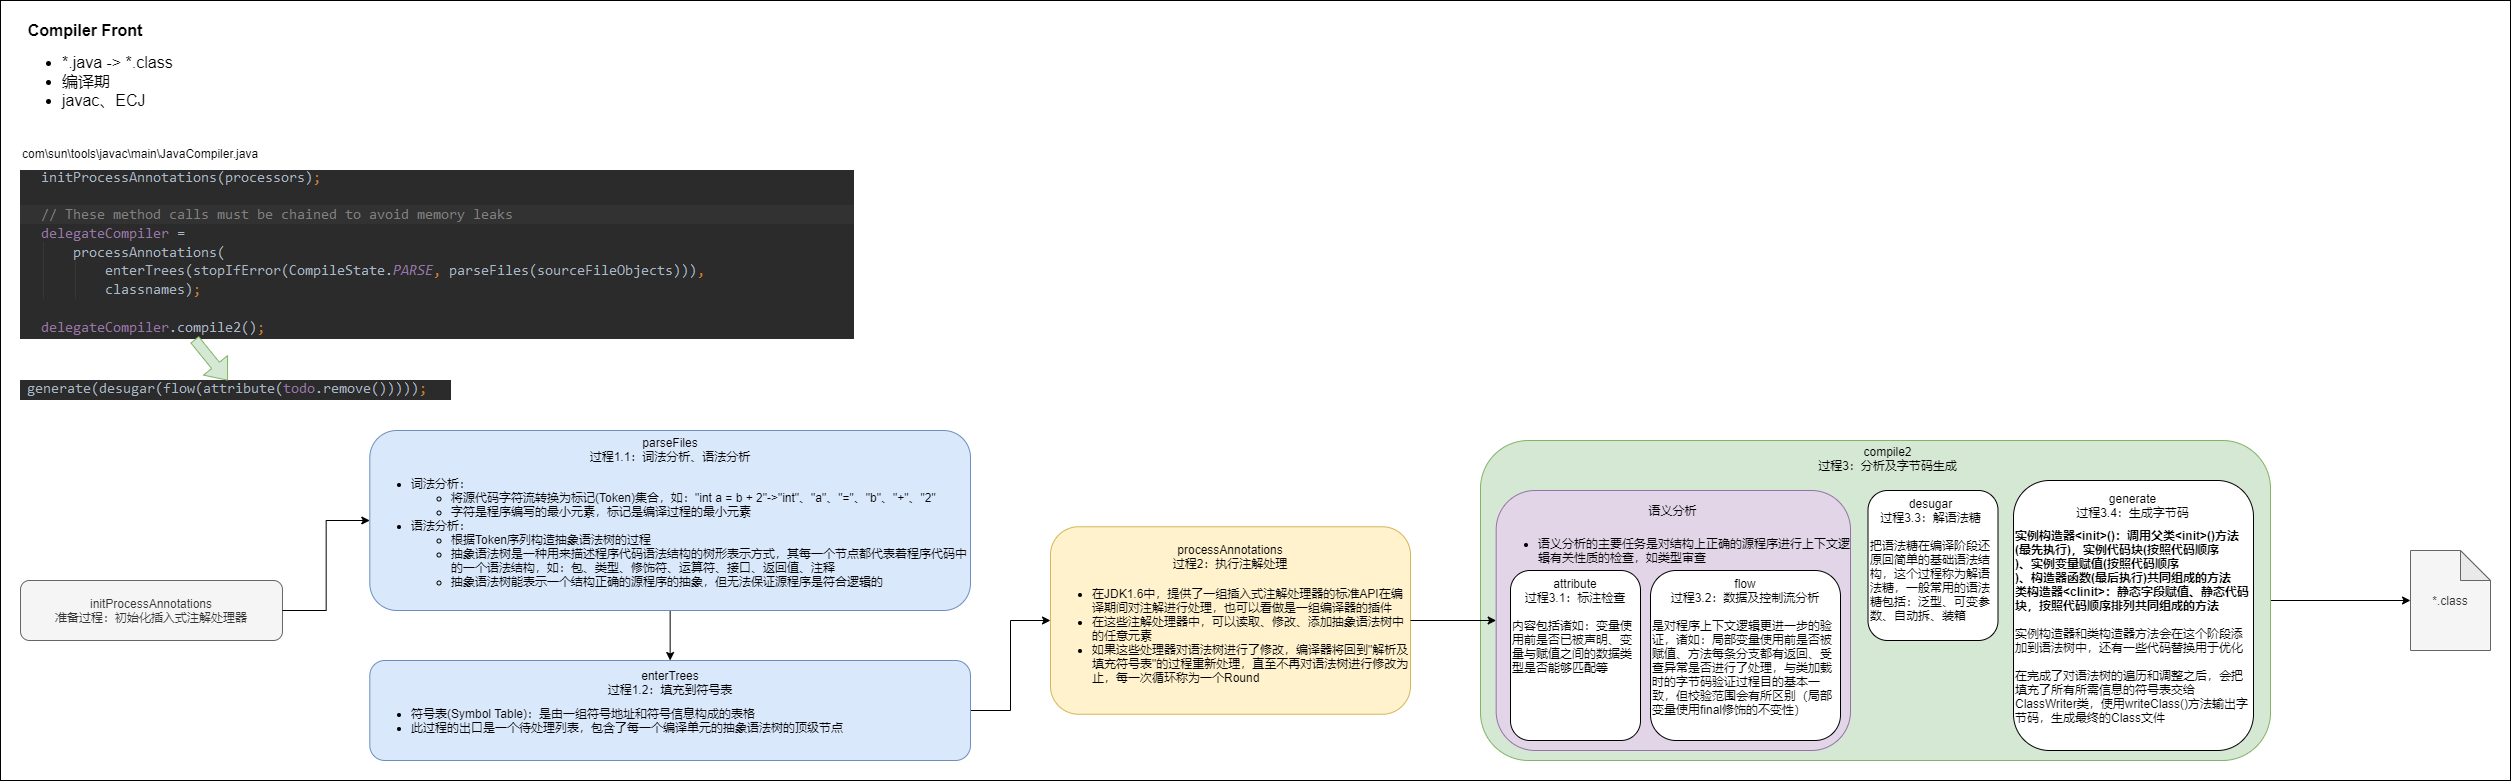 Compiler Front
*.java -> *.class
编译期
javac、ECJ
com\sun\tools\javac\main\JavaCompiler.java
initProcessAnnotations(processors);
// These method calls must be chained to avoid memory leaks
delegateCompiler =
processAnnotations(
enterTrees(stopIfError(CompileState.PARSE, parseFiles(sourceFileObjects))),
classnames);
delegateCompiler.compile2();
generate(desugar(flow(attribute(todo.remove()))));
initProcessAnnotations
准备过程：初始化插入式注解处理器
parseFiles
过程1.1：词法分析、语法分析
词法分析：
将源代码字符流转换为标记(Token)集合，如："int a = b + 2"->"int"、"a"、"="、"b"、"+"、"2"
字符是程序编写的最小元素，标记是编译过程的最小元素
语法分析：
根据Token序列构造抽象语法树的过程
抽象语法树是一种用来描述程序代码语法结构的树形表示方式，其每一个节点都代表着程序代码中
的一个语法结构，如：包、类型、修饰符、运算符、接口、返回值、注释
抽象语法树能表示一个结构正确的源程序的抽象，但无法保证源程序是符合逻辑的
enterTrees
过程1.2：填充到符号表
符号表(Symbol Table)：是由一组符号地址和符号信息构成的表格
此过程的出口是一个待处理列表，包含了每一个编译单元的抽象语法树的顶级节点
processAnnotations
过程2：执行注解处理
在JDK1.6中，提供了一组插入式注解处理器的标准API在编
译期间对注解进行处理，也可以看做是一组编译器的插件
在这些注解处理器中，可以读取、修改、添加抽象语法树中
的任意元素
如果这些处理器对语法树进行了修改，编译器将回到"解析及
填充符号表"的过程重新处理，直至不再对语法树进行修改为
止，每一次循环称为一个Round
compile2
过程3：分析及字节码生成
语义分析
语义分析的主要任务是对结构上正确的源程序进行上下文逻
辑有关性质的检查，如类型审查
attribute
过程3.1：标注检查
内容包括诸如：变量使
用前是否已被声明、变
量与赋值之间的数据类
型是否能够匹配等
flow
过程3.2：数据及控制流分析
是对程序上下文逻辑更进一步的验
证，诸如：局部变量使用前是否被
赋值、方法每条分支都有返回、受
查异常是否进行了处理，与类加载
时的字节码验证过程目的基本一
致，但校验范围会有所区别（局部
变量使用final修饰的不变性）
desugar
过程3.3：解语法糖
把语法糖在编译阶段还
原回简单的基础语法结
构，这个过程称为解语
法糖，一般常用的语法
糖包括：泛型、可变参
数、自动拆、装箱
generate
过程3.4：生成字节码
实例构造器<init>()：调用父类<init>()方法
(最先执行)，实例代码块(按照代码顺序
)、实例变量赋值(按照代码顺序
)、构造器函数(最后执行)共同组成的方法
类构造器<clinit>：静态字段赋值、静态代码
块，按照代码顺序排列共同组成的方法
实例构造器和类构造器方法会在这个阶段添
加到语法树中，还有一些代码替换用于优化
在完成了对语法树的遍历和调整之后，会把
填充了所有所需信息的符号表交给
ClassWriter类，使用writeClass()方法输出字
节码，生成最终的Class文件
*.class